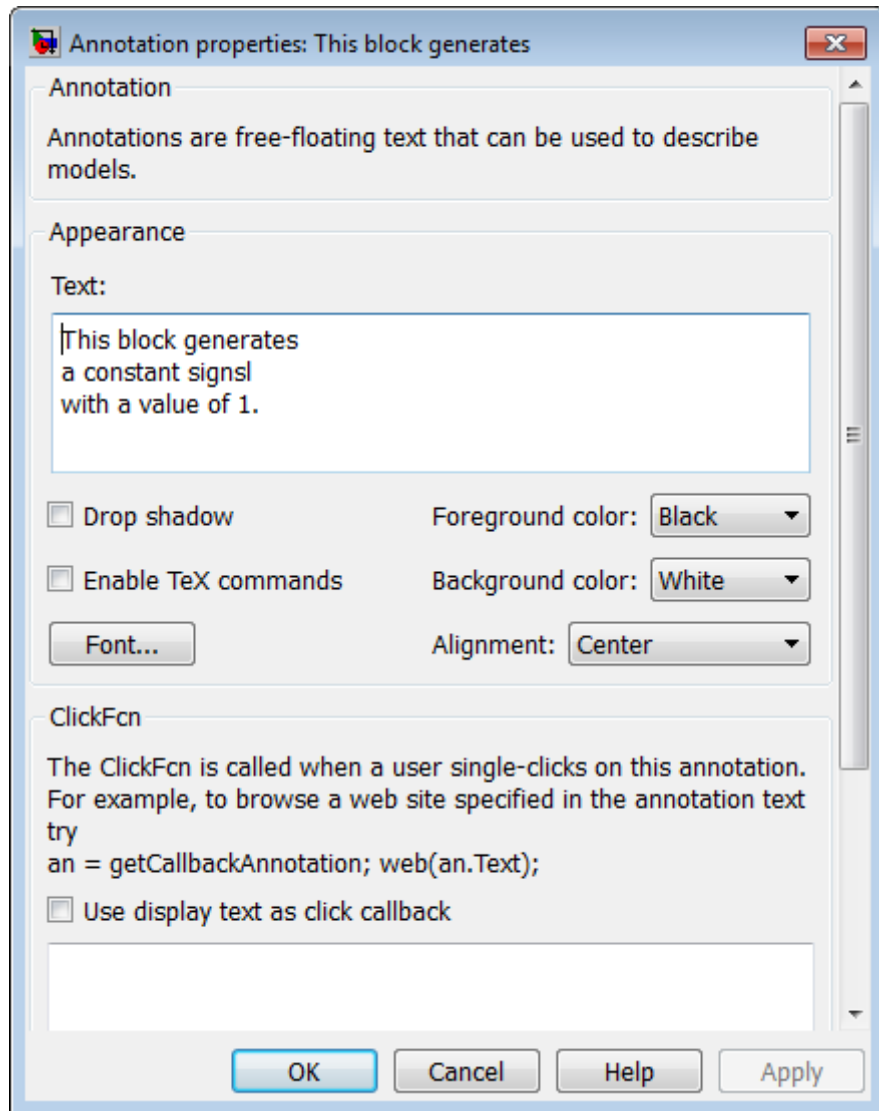 Annotation properties: This block generates
Annotation
Annotations are free-floating text that can be used to describe
models.
Appearance
Text:
This block generates
a constant signsl
with a value of 1.
Drop shadow
Foreground color: Black
Enable TeX commands
Background color: White
Font...
Alignment: Center
ClickFcn
The ClickFcn is called when a user single-clicks on this annotation.
For example, to browse a web site specified in the annotation text
try
an = getCallbackAnnotation; web(an.Text);
Use display text as click callback
OK Cancel Help Apply